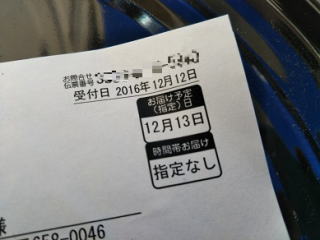 お問合せ
伝票番号
受付日 2016年12月12日
お届け予定
(指定)日
12月13日
時間帯お届け
指定なし
様
658-0046